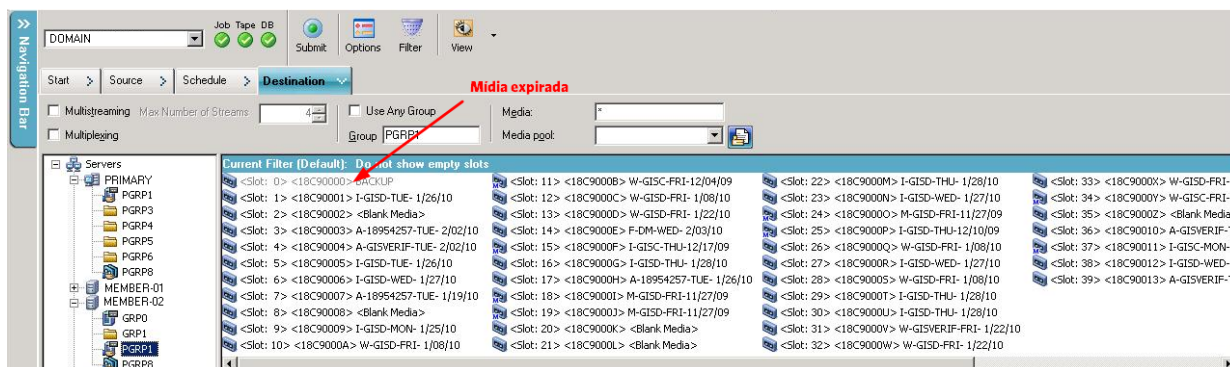 Navigation Bar
DOMAIN
Job Tape DB
Submit
Options
Filter
View
Start
Source
Schedule
Destination
Mídia expirada
Multistreaming Max Number of Streams 4
Use Any Group
Media: *
Multiplexing
Group PGRP1
Media pool:
Servers
PRIMARY
PGRP1
PGRP3
PGRP4
PGRP5
PGRP6
PGRP8
MEMBER-01
MEMBER-02
GRP0
GRP1
PGRP1
PGRP8
Current Filter (Default): Do not show empty slots
<Slot: 0> <18C90000> BACKUP
<Slot: 1> <18C90001> I-GISD-TUE- 1/26/10
<Slot: 2> <18C90002> <Blank Media>
<Slot: 3> <18C90003> A-18954257-TUE- 2/02/10
<Slot: 4> <18C90004> A-GISVERIF-TUE- 2/02/10
<Slot: 5> <18C90005> I-GISD-TUE- 1/26/10
<Slot: 6> <18C90006> I-GISD-WED- 1/27/10
<Slot: 7> <18C90007> A-18954257-TUE- 1/19/10
<Slot: 8> <18C90008> <Blank Media>
<Slot: 9> <18C90009> I-GISD-MON- 1/25/10
<Slot: 10> <18C9000A> W-GISD-FRI- 1/08/10
<Slot: 11> <18C9000B> W-GISC-FRI-12/04/09
<Slot: 12> <18C9000C> W-GISD-FRI- 1/08/10
<Slot: 13> <18C9000D> W-GISD-FRI- 1/22/10
<Slot: 14> <18C9000E> F-DM-WED- 2/03/10
<Slot: 15> <18C9000F> I-GISC-THU-12/17/09
<Slot: 16> <18C9000G> I-GISD-THU- 1/28/10
<Slot: 17> <18C9000H> A-18954257-TUE- 1/26/10
<Slot: 18> <18C9000I> M-GISD-FRI-11/27/09
<Slot: 19> <18C9000J> M-GISD-FRI-11/27/09
<Slot: 20> <18C9000K> <Blank Media>
<Slot: 21> <18C9000L> <Blank Media>
<Slot: 22> <18C9000M> I-GISD-THU- 1/28/10
<Slot: 23> <18C9000N> I-GISD-WED- 1/27/10
<Slot: 24> <18C9000O> M-GISD-FRI-11/27/09
<Slot: 25> <18C9000P> I-GISD-THU-12/10/09
<Slot: 26> <18C9000Q> W-GISD-FRI- 1/08/10
<Slot: 27> <18C9000R> I-GISD-WED- 1/27/10
<Slot: 28> <18C9000S> W-GISD-FRI- 1/08/10
<Slot: 29> <18C9000T> I-GISD-THU- 1/28/10
<Slot: 30> <18C9000U> I-GISD-THU- 1/28/10
<Slot: 31> <18C9000V> W-GISVERIF-FRI- 1/22/10
<Slot: 32> <18C9000W> W-GISD-FRI- 1/22/10
<Slot: 33> <18C9000X> W-GISD-FRI-
<Slot: 34> <18C9000Y> W-GISC-FRI-
<Slot: 35> <18C9000Z> <Blank Media
<Slot: 36> <18C90010> A-GISVERIF-T
<Slot: 37> <18C90011> I-GISC-MON-
<Slot: 38> <18C90012> I-GISD-WED-
<Slot: 39> <18C90013> A-GISVERIF-T